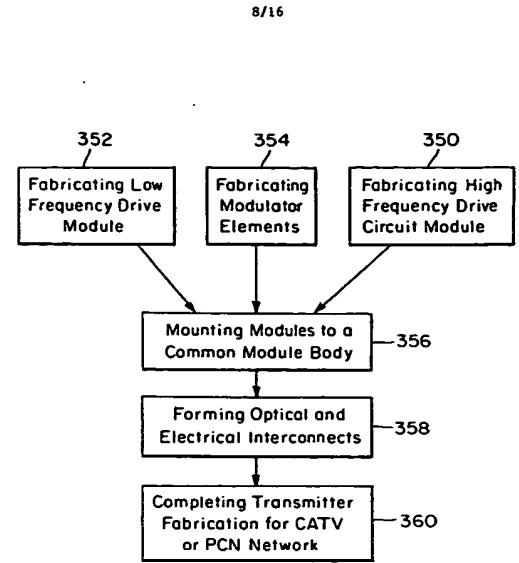 8/16
352
354
350
Fabricating Low
Frequency Drive
Module
Fabricating
Modulator
Elements
Fabricating High
Frequency Drive
Circuit Module
Mounting Modules to a
Common Module Body
356
Forming Optical and
Electrical Interconnects
358
Completing Transmitter
Fabrication for CATV
or PCN Network
360